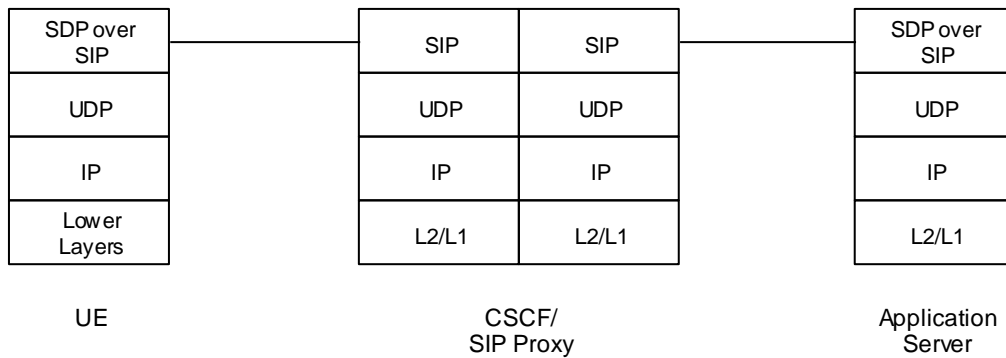 SDP over
SIP
SIP
SIP
SDP over
SIP
UDP
UDP
UDP
UDP
IP
IP
IP
IP
Lower
Layers
L2/L1
L2/L1
L2/L1
UE
CSCF/
SIP Proxy
Application
Server